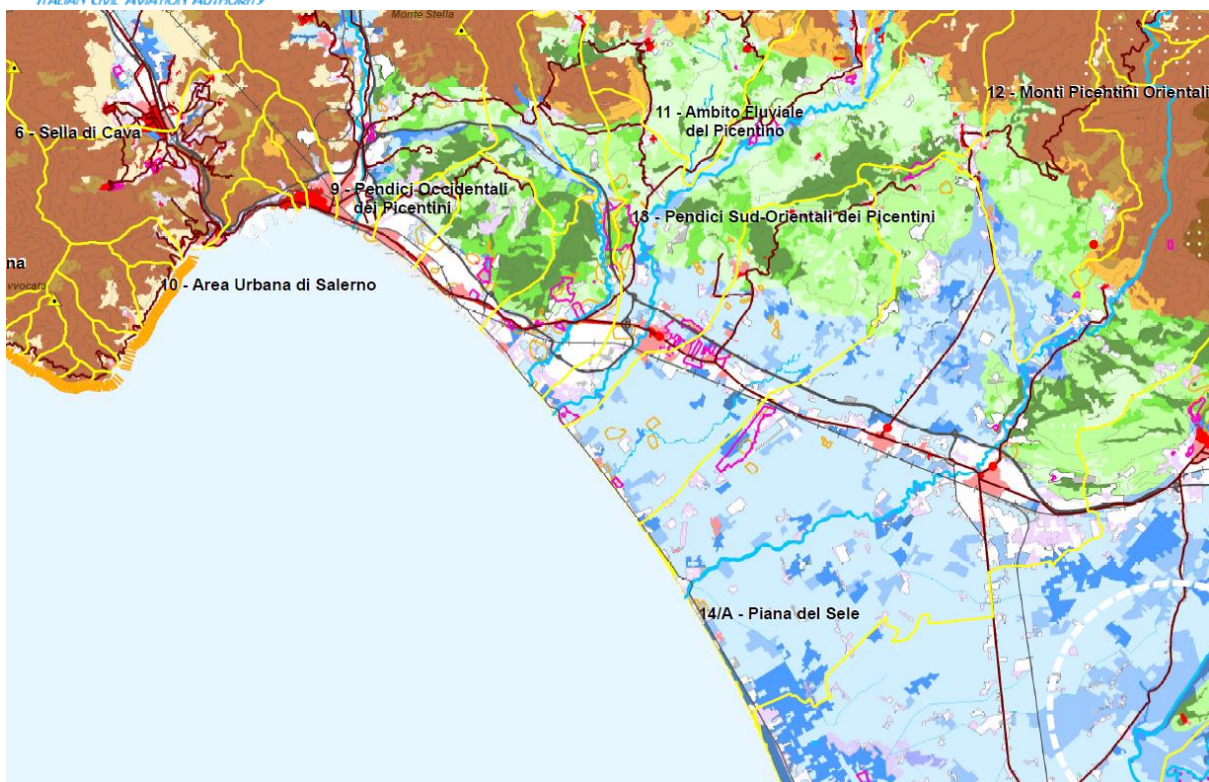 ITALIAN CIVIL AVIATION AUTHORITY
Monte Stella
12 - Monti Picentini Orientali
11 - Ambito Fluviale
del Picentino
6 - Sella di Cava
9 - Pendici Occidentali
dei Picentini
13 - Pendici Sud-Orientali dei Picentini
na
vvocata
10 - Area Urbana di Salerno
14/A - Piana del Sele